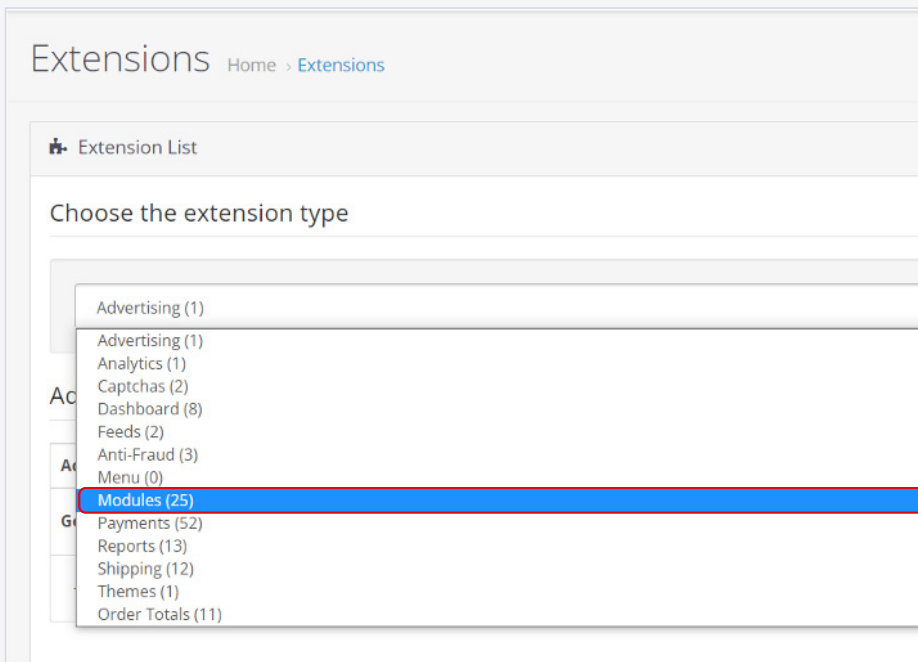 Extensions Home › Extensions
Extension List
Choose the extension type
Advertising (1)
Advertising (1)
Analytics (1)
Captchas (2)
Dashboard (8)
Feeds (2)
Anti-Fraud (3)
Menu (0)
Modules (25)
Payments (52)
Reports (13)
Shipping (12)
Themes (1)
Order Totals (11)